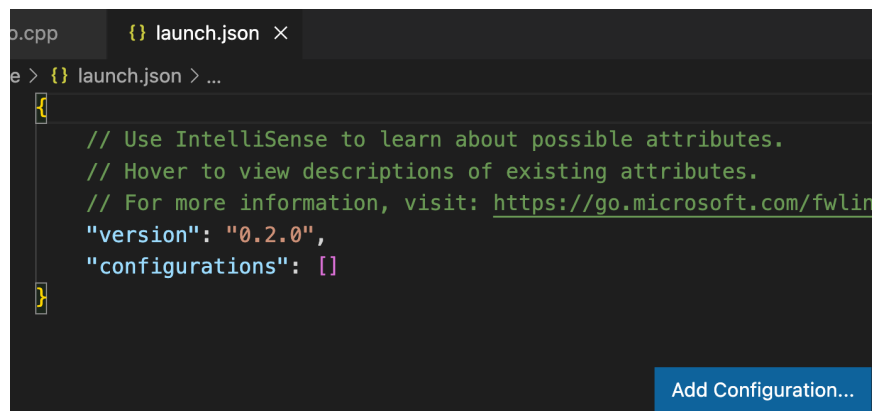 o.cpp {} launch.json ×
e > {} launch.json > ...
{
// Use IntelliSense to learn about possible attributes.
// Hover to view descriptions of existing attributes.
// For more information, visit: https://go.microsoft.com/fwlin
"version": "0.2.0",
"configurations": []
}
Add Configuration...